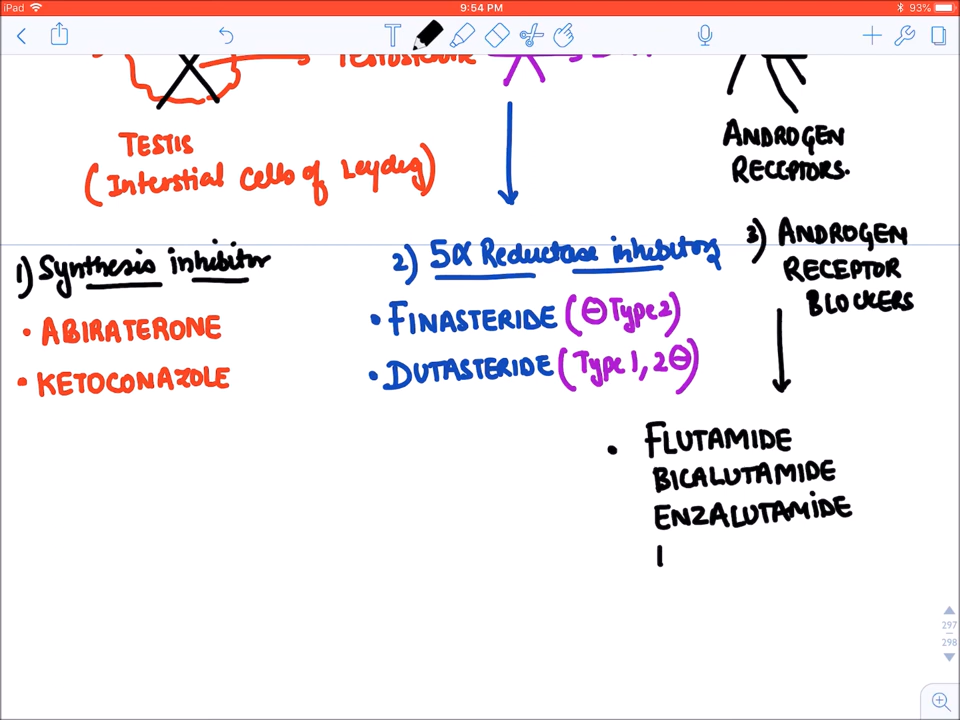 iPad
9:54 PM
93%
T
TESTIS
(Interstial Cells of Leydig)
ANDROGEN
RECEPTORS.
1) Synthesis inhibitor
• ABIRATERONE
• KETOCONAZOLE
2) 5α Reductase inhibitors
• FINASTERIDE (⊖ Type 2)
• DUTASTERIDE (Type 1, 2 ⊖)
3) ANDROGEN
RECEPTOR
BLOCKERS
• FLUTAMIDE
BICALUTAMIDE
ENZALUTAMIDE
297
298